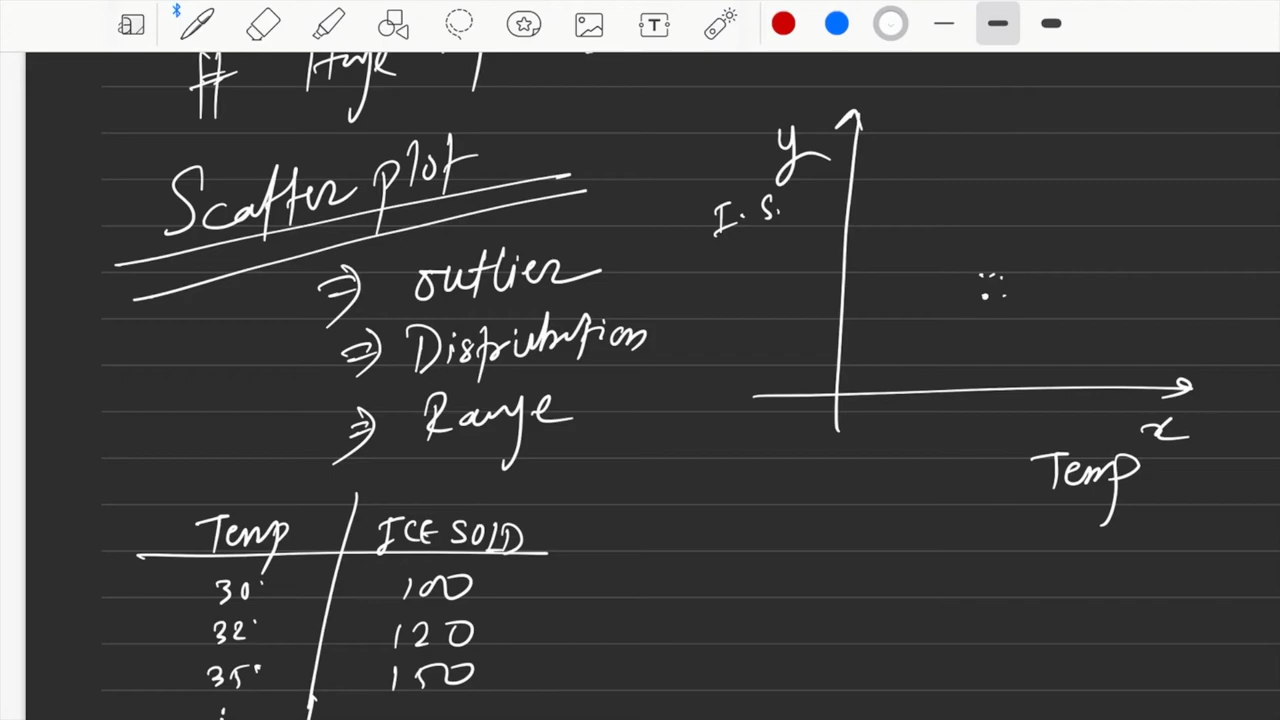 #
Scatter plot
⇒ outlier
⇒ Distribution
⇒ Range
Temp | ICE SOLD
30° 100
32° 120
35° 150
y
I. S.
x
Temp